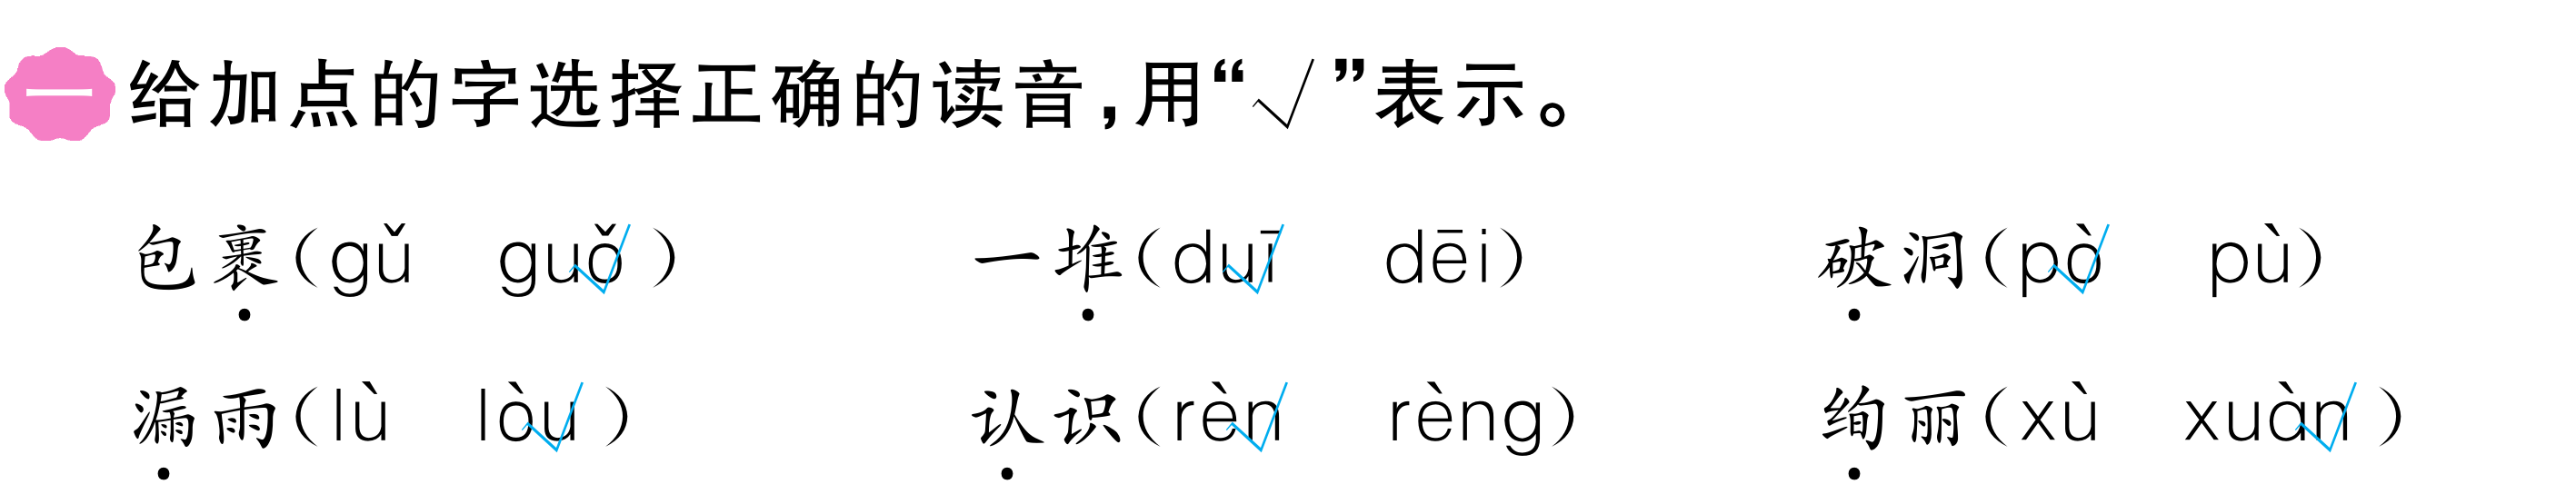 一 给加点的字选择正确的读音,用“√”表示。
包裹(gǔ guǒ√) 一堆(duī√ dēi) 破洞(pò√ pù)
漏雨(lù lòu√) 认识(rèn√ rèng) 绚丽(xù xuàn√)